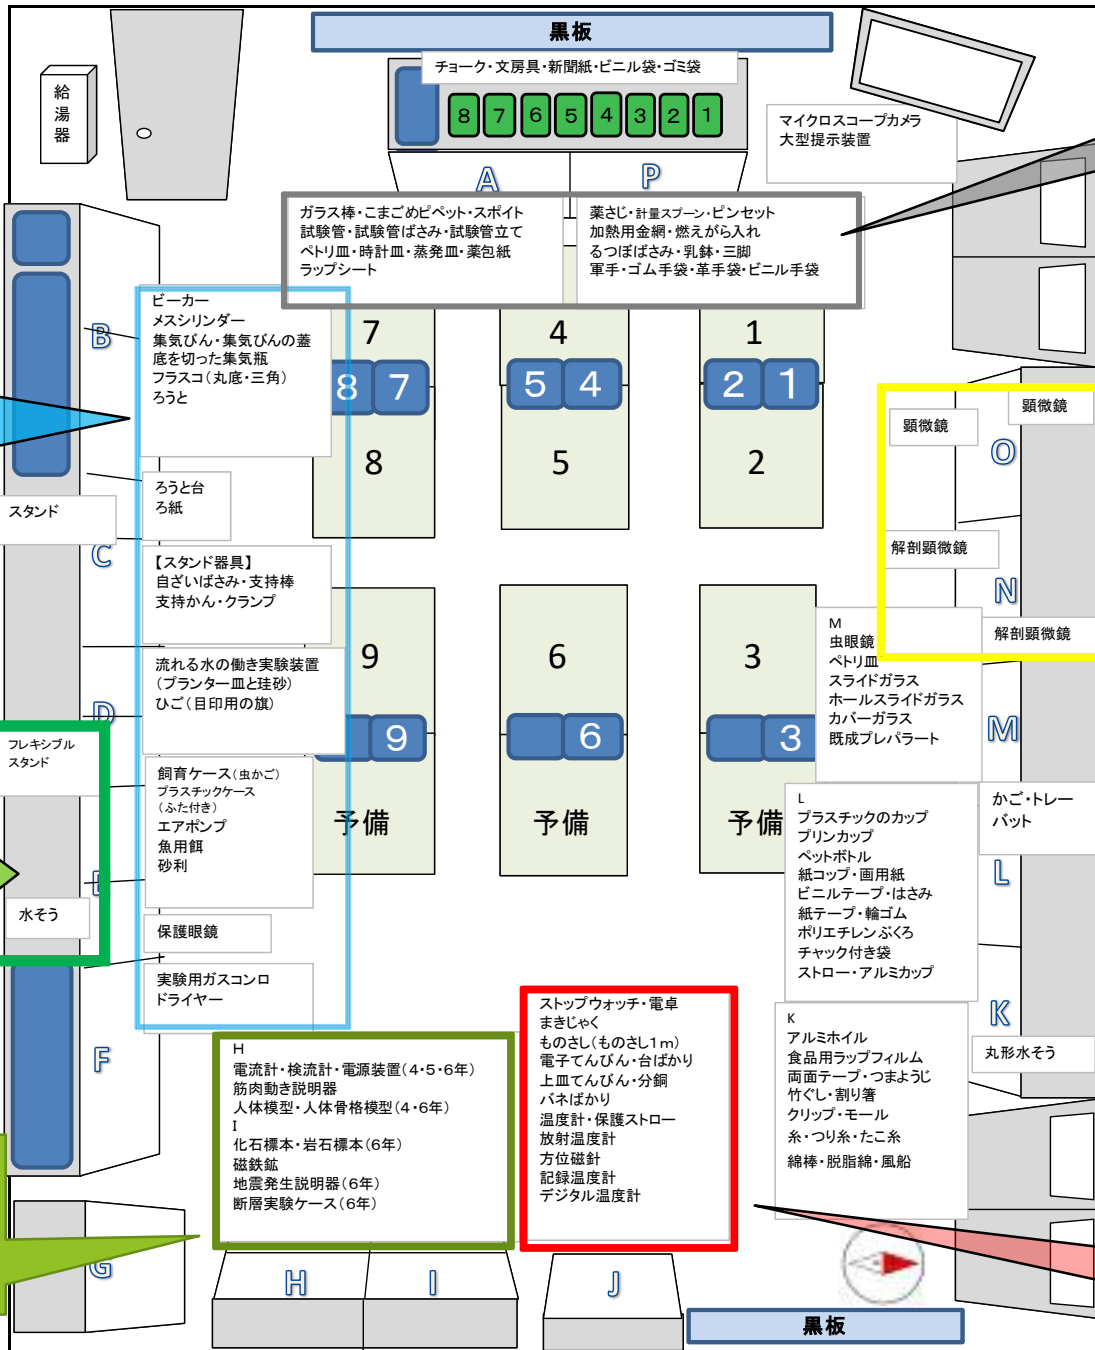 黒板
チョーク・文房具・新聞紙・ビニル袋・ゴミ袋
8 7 6 5 4 3 2 1
給湯器
マイクロスコープカメラ
大型提示装置
A
P
ガラス棒・こまごめピペット・スポイト
試験管・試験管ばさみ・試験管立て
ペトリ皿・時計皿・蒸発皿・薬包紙
ラップシート
薬さじ・計量スプーン・ピンセット
加熱用金網・燃えがら入れ
るつぼばさみ・乳鉢・三脚
軍手・ゴム手袋・革手袋・ビニル手袋
B
ビーカー
メスシリンダー
集気びん・集気びんの蓋
底を切った集気瓶
フラスコ(丸底・三角)
ろうと
ろうと台
ろ紙
スタンド
C
【スタンド器具】
自ざいばさみ・支持棒
支持かん・クランプ
流れる水の働き実験装置
(プランター皿と珪砂)
ひご(目印用の旗)
D
フレキシブル
スタンド
飼育ケース(虫かご)
プラスチックケース
(ふた付き)
エアポンプ
魚用餌
砂利
E
水そう
保護眼鏡
実験用ガスコンロ
ドライヤー
F
G
7
8 7
8
4
5 4
5
1
2 1
2
9
9
予備
6
6
予備
3
3
予備
顕微鏡
顕微鏡
O
解剖顕微鏡
N
解剖顕微鏡
M
虫眼鏡
ペトリ皿
スライドガラス
ホールスライドガラス
カバーガラス
既成プレパラート
M
L
プラスチックのカップ
プリンカップ
ペットボトル
紙コップ・画用紙
ビニルテープ・はさみ
紙テープ・輪ゴム
ポリエチレンぶくろ
チャック付き袋
ストロー・アルミカップ
かご・トレー
バット
L
K
アルミホイル
食品用ラップフィルム
両面テープ・つまようじ
竹ぐし・割り箸
クリップ・モール
糸・つり糸・たこ糸
綿棒・脱脂綿・風船
K
丸形水そう
H
電流計・検流計・電源装置(4・5・6年)
筋肉動き説明器
人体模型・人体骨格模型(4・6年)
I
化石標本・岩石標本(6年)
磁鉄鉱
地震発生説明器(6年)
断層実験ケース(6年)
ストップウォッチ・電卓
まきじゃく
ものさし(ものさし1m)
電子てんびん・台ばかり
上皿てんびん・分銅
バネばかり
温度計・保護ストロー
放射温度計
方位磁針
記録温度計
デジタル温度計
H
I
J
黒板